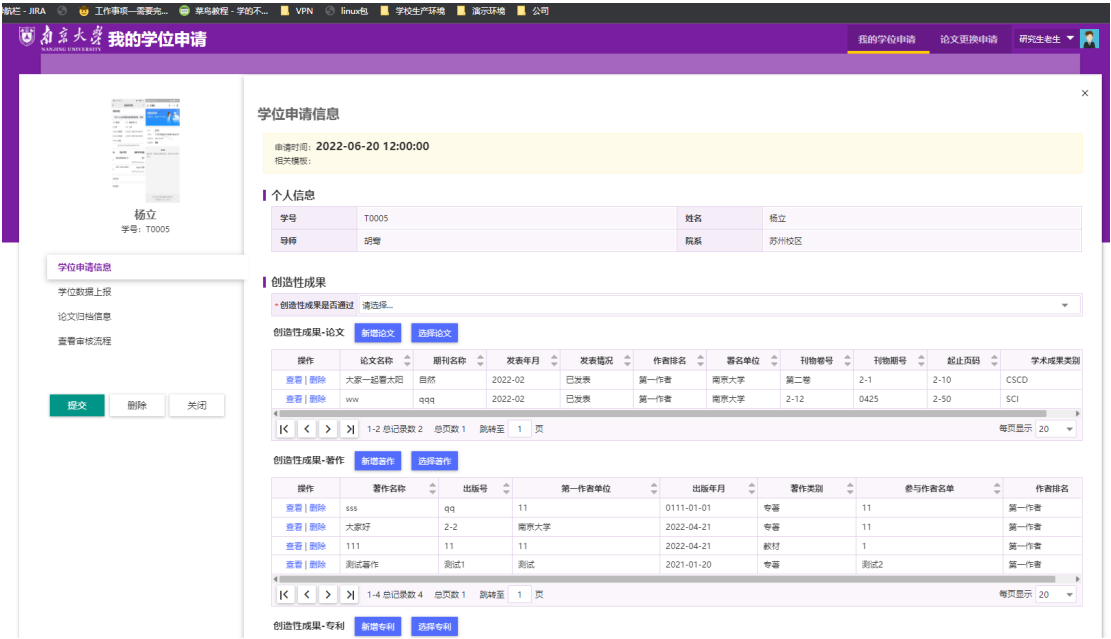 航栏 - JIRA 工作事项—需要完... 菜鸟教程 - 学的不... VPN linux包 学校生产环境 演示环境 公司
南京大学 我的学位申请 我的学位申请 论文更换申请 研究生老生
NANJING UNIVERSITY
×
学位申请信息
申请时间: 2022-06-20 12:00:00
相关模板:
杨立
学号: T0005
学位申请信息
学位数据上报
论文归档信息
查看审核流程
提交 删除 关闭
个人信息
学号 T0005 姓名 杨立
导师 院系 苏州校区
创造性成果
*创造性成果是否通过 请选择...
创造性成果-论文 新增论文 选择论文
操作 论文名称 期刊名称 发表年月 发表情况 作者排名 署名单位 刊物卷号 刊物期号 起止页码 学术成果类别
查看 | 删除 大家一起看太阳 自然 2022-02 已发表 第一作者 南京大学 第二卷 2-1 2-10 CSCD
查看 | 删除 ww qqq 2022-02 已发表 第一作者 南京大学 2-12 0425 2-50 SCI
1-2 总记录数 2 总页数 1 跳转至 1 页 每页显示 20
创造性成果-著作 新增著作 选择著作
操作 著作名称 出版号 第一作者单位 出版年月 著作类别 参与作者名单 作者排名
查看 | 删除 sss qq 11 0111-01-01 专著 11 第一作者
查看 | 删除 大家好 2-2 南京大学 2022-04-21 专著 11 第一作者
查看 | 删除 111 11 11 2022-04-21 教材 1 第一作者
查看 | 删除 测试著作 测试1 测试 2021-01-20 专著 测试2 第一作者
1-4 总记录数 4 总页数 1 跳转至 1 页 每页显示 20
创造性成果-专利 新增专利 选择专利